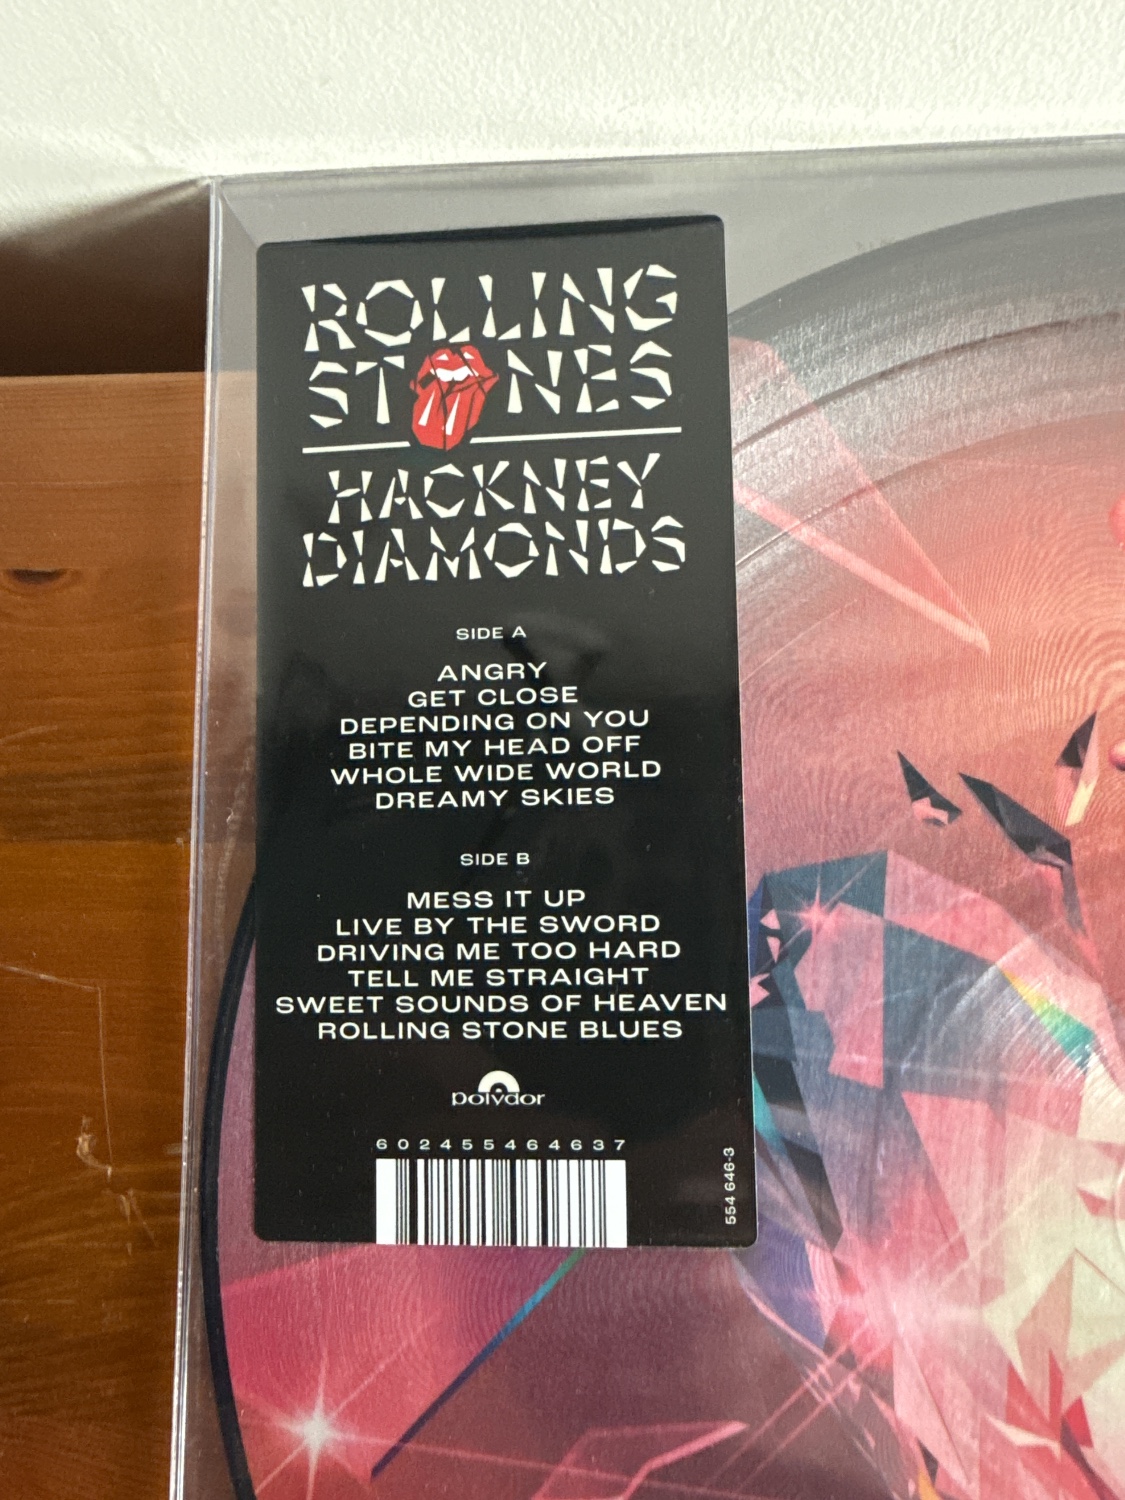 ROLLING
STONES
HACKNEY
DIAMONDS
SIDE A
ANGRY
GET CLOSE
DEPENDING ON YOU
BITE MY HEAD OFF
WHOLE WIDE WORLD
DREAMY SKIES
SIDE B
MESS IT UP
LIVE BY THE SWORD
DRIVING ME TOO HARD
TELL ME STRAIGHT
SWEET SOUNDS OF HEAVEN
ROLLING STONE BLUES
polydor
602455464637
554 646-3